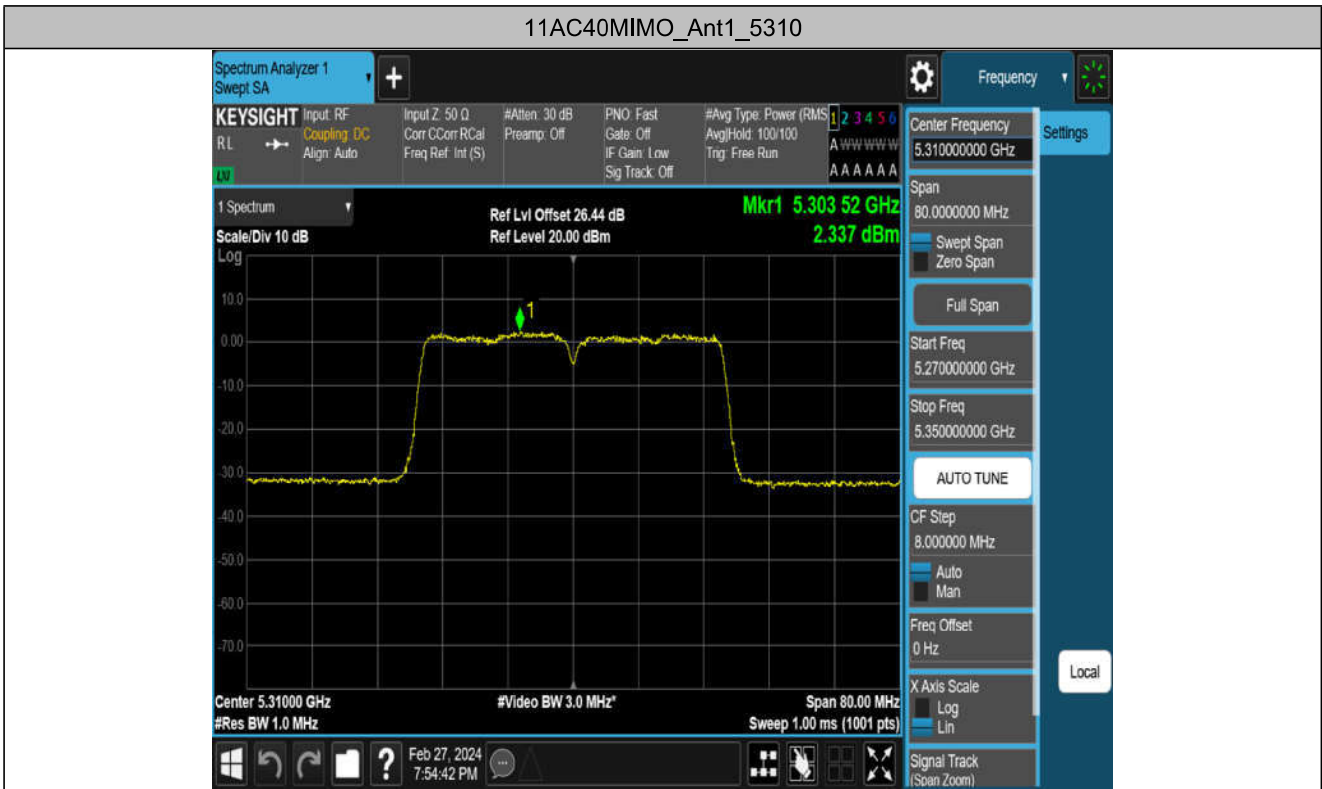 11AC40MIMO_Ant1_5310
Spectrum Analyzer 1
Swept SA
+
Frequency
KEYSIGHT
RL
Input: RF
Coupling: DC
Align: Auto
Input Z: 50 Ω
Corr CCorr RCal
Freq Ref: Int (S)
#Atten: 30 dB
Preamp: Off
PNO: Fast
Gate: Off
IF Gain: Low
Sig Track: Off
#Avg Type: Power (RMS
Avg|Hold: 100/100
Trig: Free Run
1 2 3 4 5 6
A W W W W W
A A A A A A
1 Spectrum
Scale/Div 10 dB
Log
Ref Lvl Offset 26.44 dB
Ref Level 20.00 dBm
Mkr1 5.303 52 GHz
2.337 dBm
1
10.0
0.00
-10.0
-20.0
-30.0
-40.0
-50.0
-60.0
-70.0
Center 5.31000 GHz
#Res BW 1.0 MHz
#Video BW 3.0 MHz*
Span 80.00 MHz
Sweep 1.00 ms (1001 pts)
Center Frequency
5.310000000 GHz
Settings
Span
80.0000000 MHz
Swept Span
Zero Span
Full Span
Start Freq
5.270000000 GHz
Stop Freq
5.350000000 GHz
AUTO TUNE
CF Step
8.000000 MHz
Auto
Man
Freq Offset
0 Hz
X Axis Scale
Log
Lin
Local
Signal Track
(Span Zoom)
?
Feb 27, 2024
7:54:42 PM